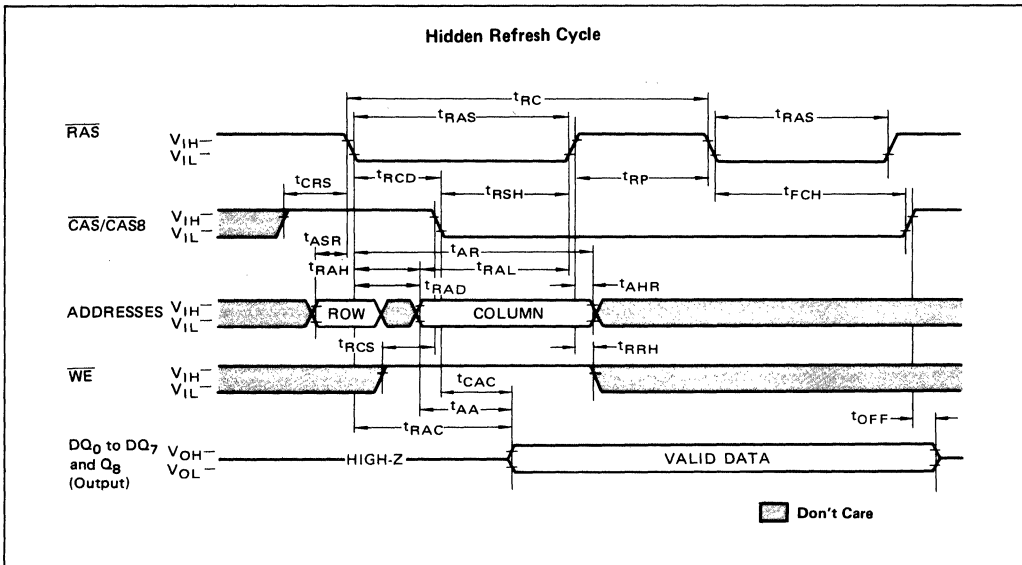 Hidden Refresh Cycle
tRC
tRAS
tRAS
RAS
VIH
VIL
tCRS
tRCD
tRSH
tRP
tFCH
CAS/CAS8
VIH
VIL
tASR
tAR
tRAH
tRAL
tRAD
tAHR
ADDRESSES
VIH
VIL
ROW
COLUMN
tRCS
tRRH
WE
VIH
VIL
tCAC
tAA
tRAC
tOFF
DQ0 to DQ7
and Q8
(Output)
VOH
VOL
HIGH-Z
VALID DATA
Don't Care